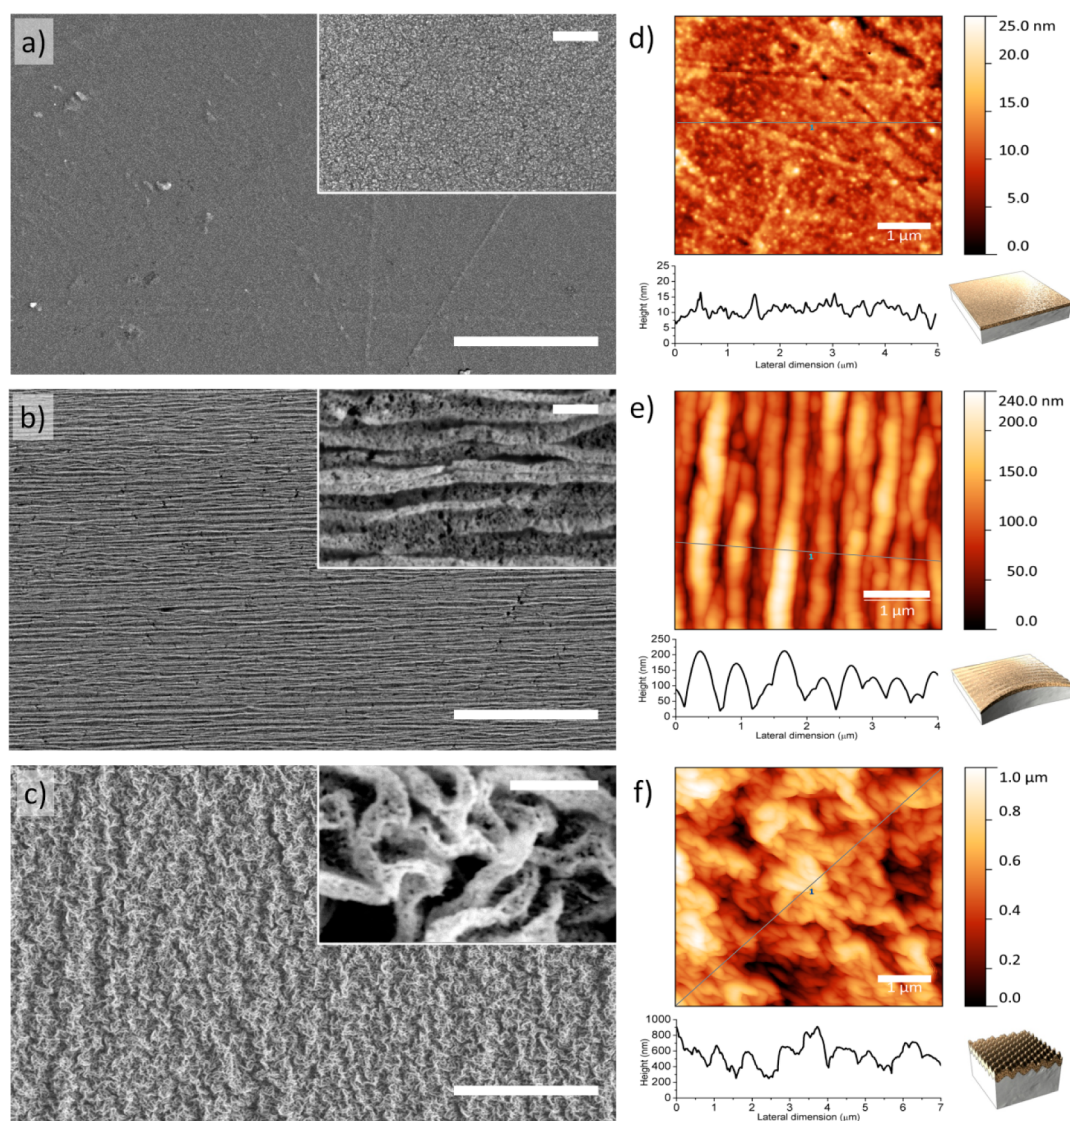 a)
b)
c)
d)
25.0 nm
20.0
15.0
10.0
5.0
0.0
1
1 μm
Height (nm)
25
20
15
10
5
0
0 1 2 3 4 5
Lateral dimension (μm)
e)
240.0 nm
200.0
150.0
100.0
50.0
0.0
1
1 μm
Height (nm)
250
200
150
100
50
0
0 1 2 3 4
Lateral dimension (μm)
f)
1.0 μm
0.8
0.6
0.4
0.2
0.0
1
1 μm
Height (nm)
1000
800
600
400
200
0
0 1 2 3 4 5 6 7
Lateral dimension (μm)